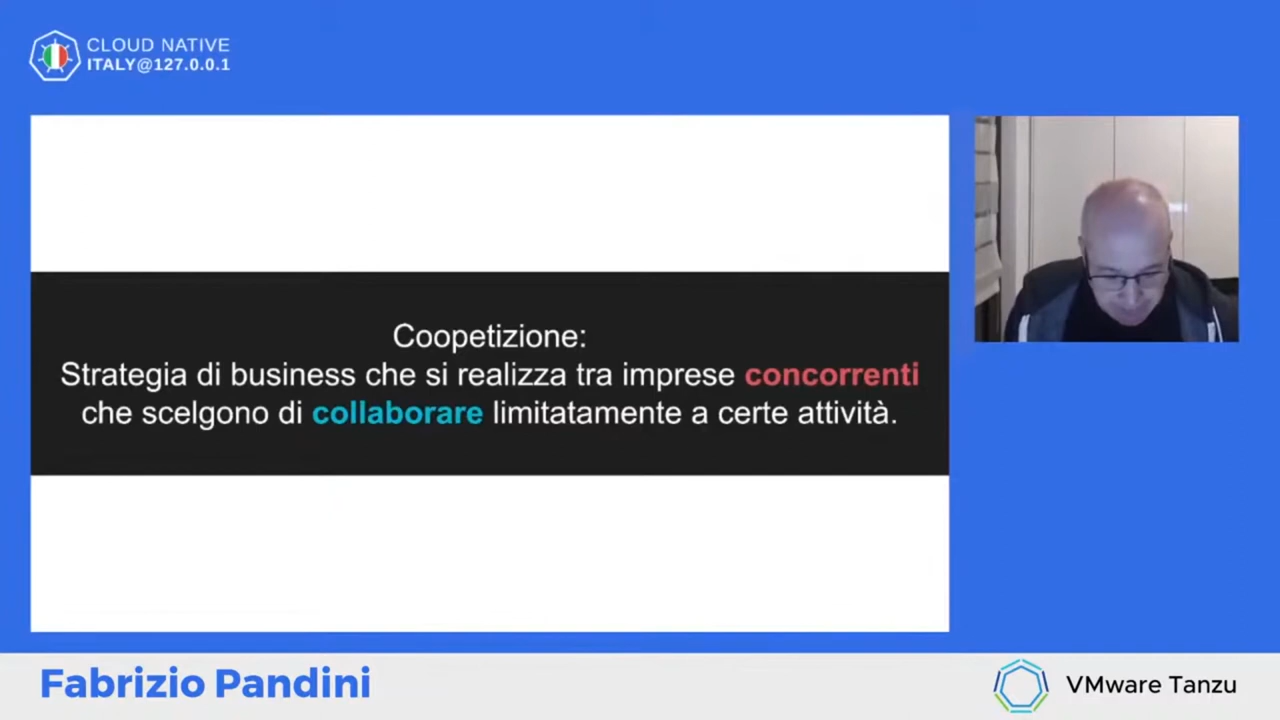 CLOUD NATIVE
ITALY@127.0.0.1
Coopetizione:
Strategia di business che si realizza tra imprese concorrenti
che scelgono di collaborare limitatamente a certe attività.
Fabrizio Pandini
VMware Tanzu